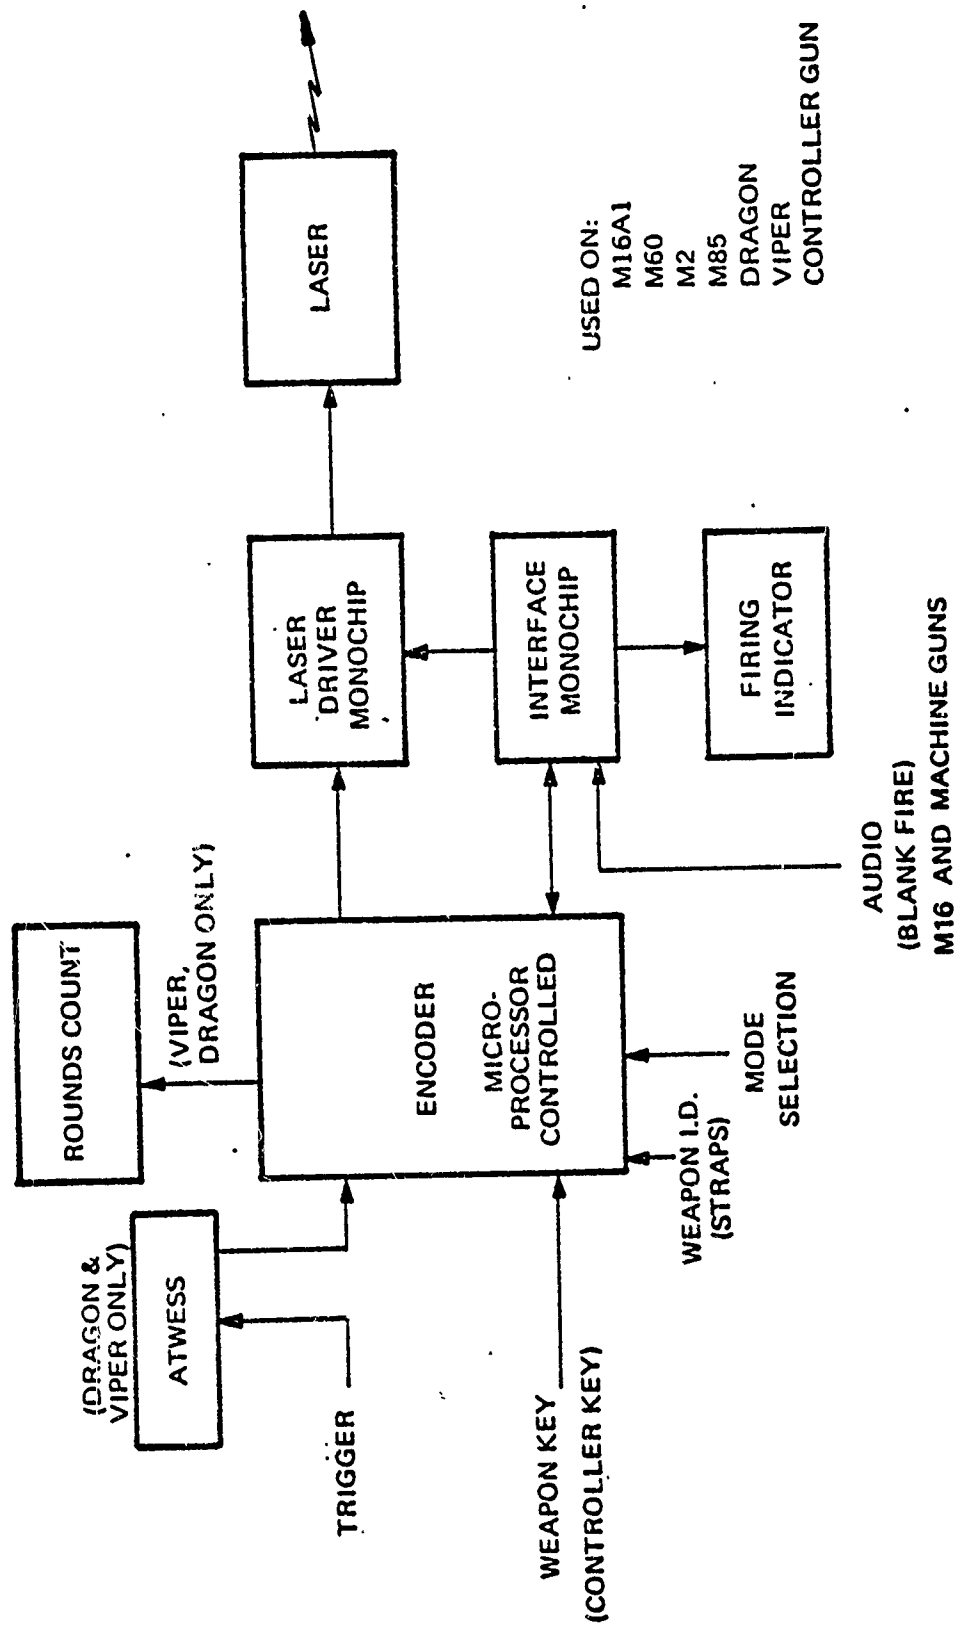 (DRAGON &
VIPER ONLY)
ATWESS
TRIGGER
WEAPON KEY
(CONTROLLER KEY)
ROUNDS COUNT
(VIPER,
DRAGON ONLY)
ENCODER
MICRO-
PROCESSOR
CONTROLLED
WEAPON I.D.
(STRAPS)
MODE
SELECTION
LASER
DRIVER
MONOCHIP
INTERFACE
MONOCHIP
FIRING
INDICATOR
AUDIO
(BLANK FIRE)
M16 AND MACHINE GUNS
LASER
USED ON:
M16A1
M60
M2
M85
DRAGON
VIPER
CONTROLLER GUN